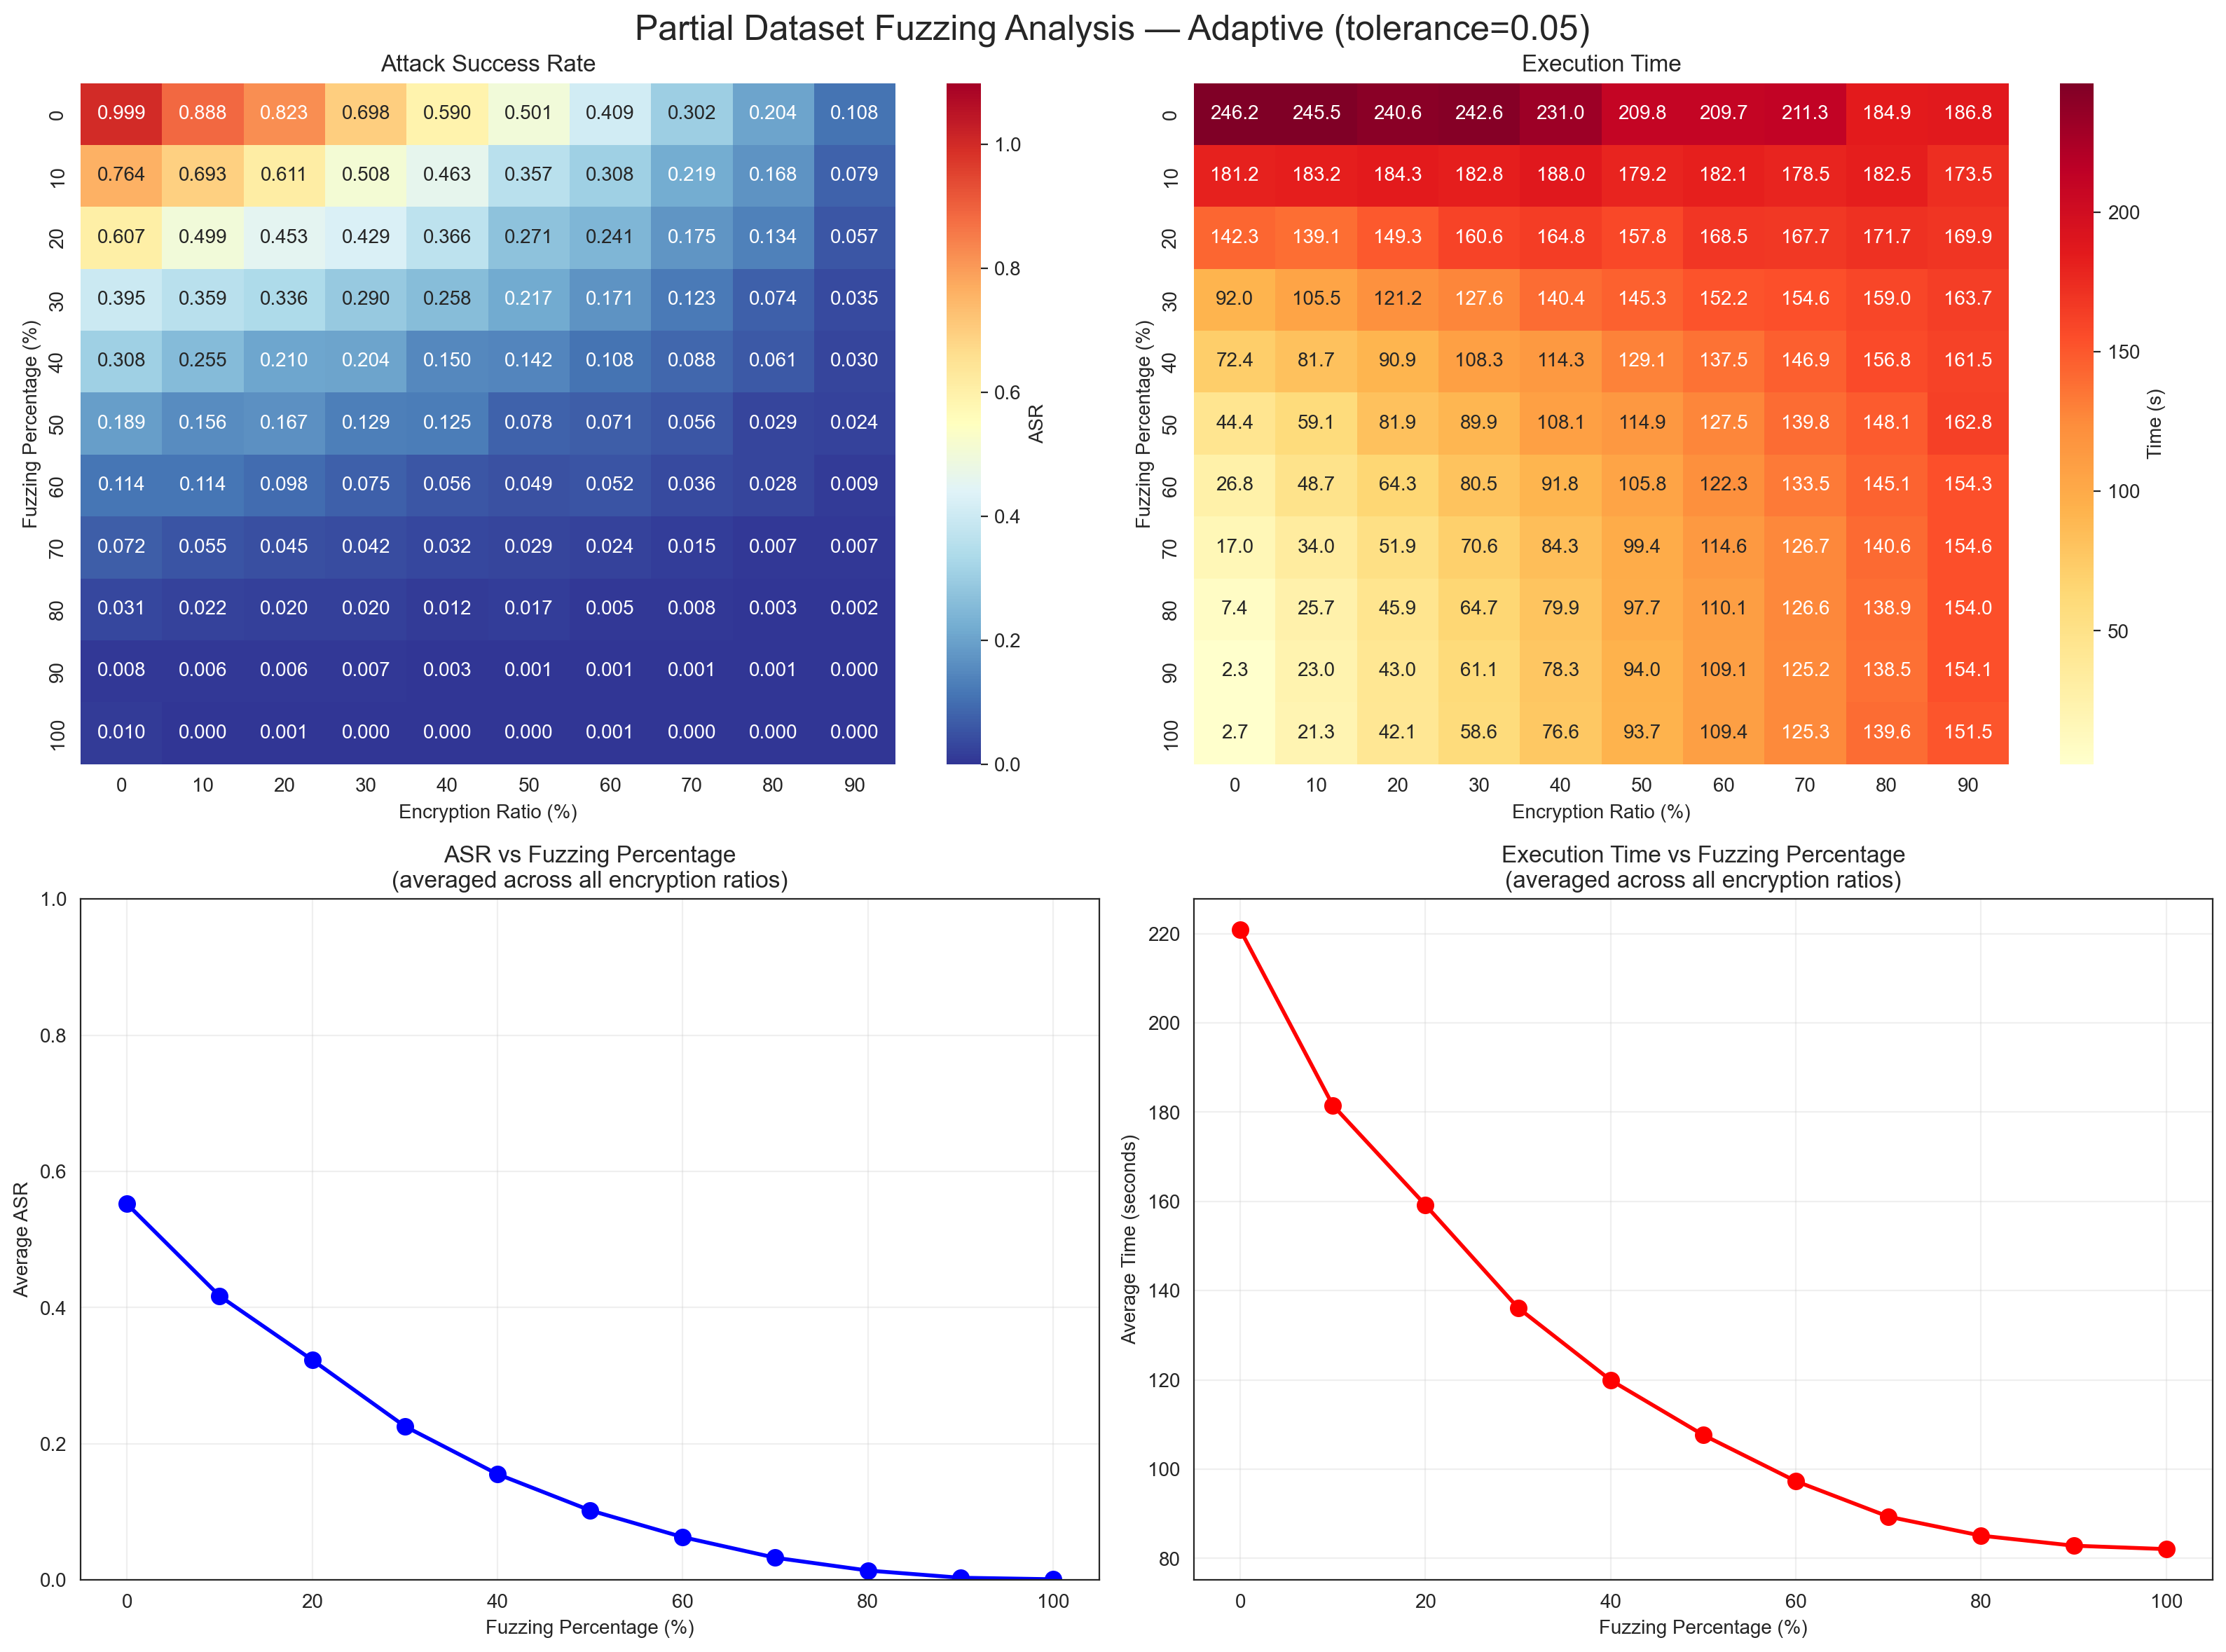 Partial Dataset Fuzzing Analysis — Adaptive (tolerance=0.05)
Attack Success Rate
Fuzzing Percentage (%)
0 0.999 0.888 0.823 0.698 0.590 0.501 0.409 0.302 0.204 0.108
10 0.764 0.693 0.611 0.508 0.463 0.357 0.308 0.219 0.168 0.079
20 0.607 0.499 0.453 0.429 0.366 0.271 0.241 0.175 0.134 0.057
30 0.395 0.359 0.336 0.290 0.258 0.217 0.171 0.123 0.074 0.035
40 0.308 0.255 0.210 0.204 0.150 0.142 0.108 0.088 0.061 0.030
50 0.189 0.156 0.167 0.129 0.125 0.078 0.071 0.056 0.029 0.024
60 0.114 0.114 0.098 0.075 0.056 0.049 0.052 0.036 0.028 0.009
70 0.072 0.055 0.045 0.042 0.032 0.029 0.024 0.015 0.007 0.007
80 0.031 0.022 0.020 0.020 0.012 0.017 0.005 0.008 0.003 0.002
90 0.008 0.006 0.006 0.007 0.003 0.001 0.001 0.001 0.001 0.000
100 0.010 0.000 0.001 0.000 0.000 0.000 0.001 0.000 0.000 0.000
0 10 20 30 40 50 60 70 80 90
Encryption Ratio (%)
1.0
0.8
0.6
0.4
0.2
0.0
ASR
Execution Time
Fuzzing Percentage (%)
0 246.2 245.5 240.6 242.6 231.0 209.8 209.7 211.3 184.9 186.8
10 181.2 183.2 184.3 182.8 188.0 179.2 182.1 178.5 182.5 173.5
20 142.3 139.1 149.3 160.6 164.8 157.8 168.5 167.7 171.7 169.9
30 92.0 105.5 121.2 127.6 140.4 145.3 152.2 154.6 159.0 163.7
40 72.4 81.7 90.9 108.3 114.3 129.1 137.5 146.9 156.8 161.5
50 44.4 59.1 81.9 89.9 108.1 114.9 127.5 139.8 148.1 162.8
60 26.8 48.7 64.3 80.5 91.8 105.8 122.3 133.5 145.1 154.3
70 17.0 34.0 51.9 70.6 84.3 99.4 114.6 126.7 140.6 154.6
80 7.4 25.7 45.9 64.7 79.9 97.7 110.1 126.6 138.9 154.0
90 2.3 23.0 43.0 61.1 78.3 94.0 109.1 125.2 138.5 154.1
100 2.7 21.3 42.1 58.6 76.6 93.7 109.4 125.3 139.6 151.5
0 10 20 30 40 50 60 70 80 90
Encryption Ratio (%)
200
150
100
50
Time (s)
ASR vs Fuzzing Percentage
(averaged across all encryption ratios)
Average ASR
1.0
0.8
0.6
0.4
0.2
0.0
0 20 40 60 80 100
Fuzzing Percentage (%)
Execution Time vs Fuzzing Percentage
(averaged across all encryption ratios)
Average Time (seconds)
220
200
180
160
140
120
100
80
0 20 40 60 80 100
Fuzzing Percentage (%)